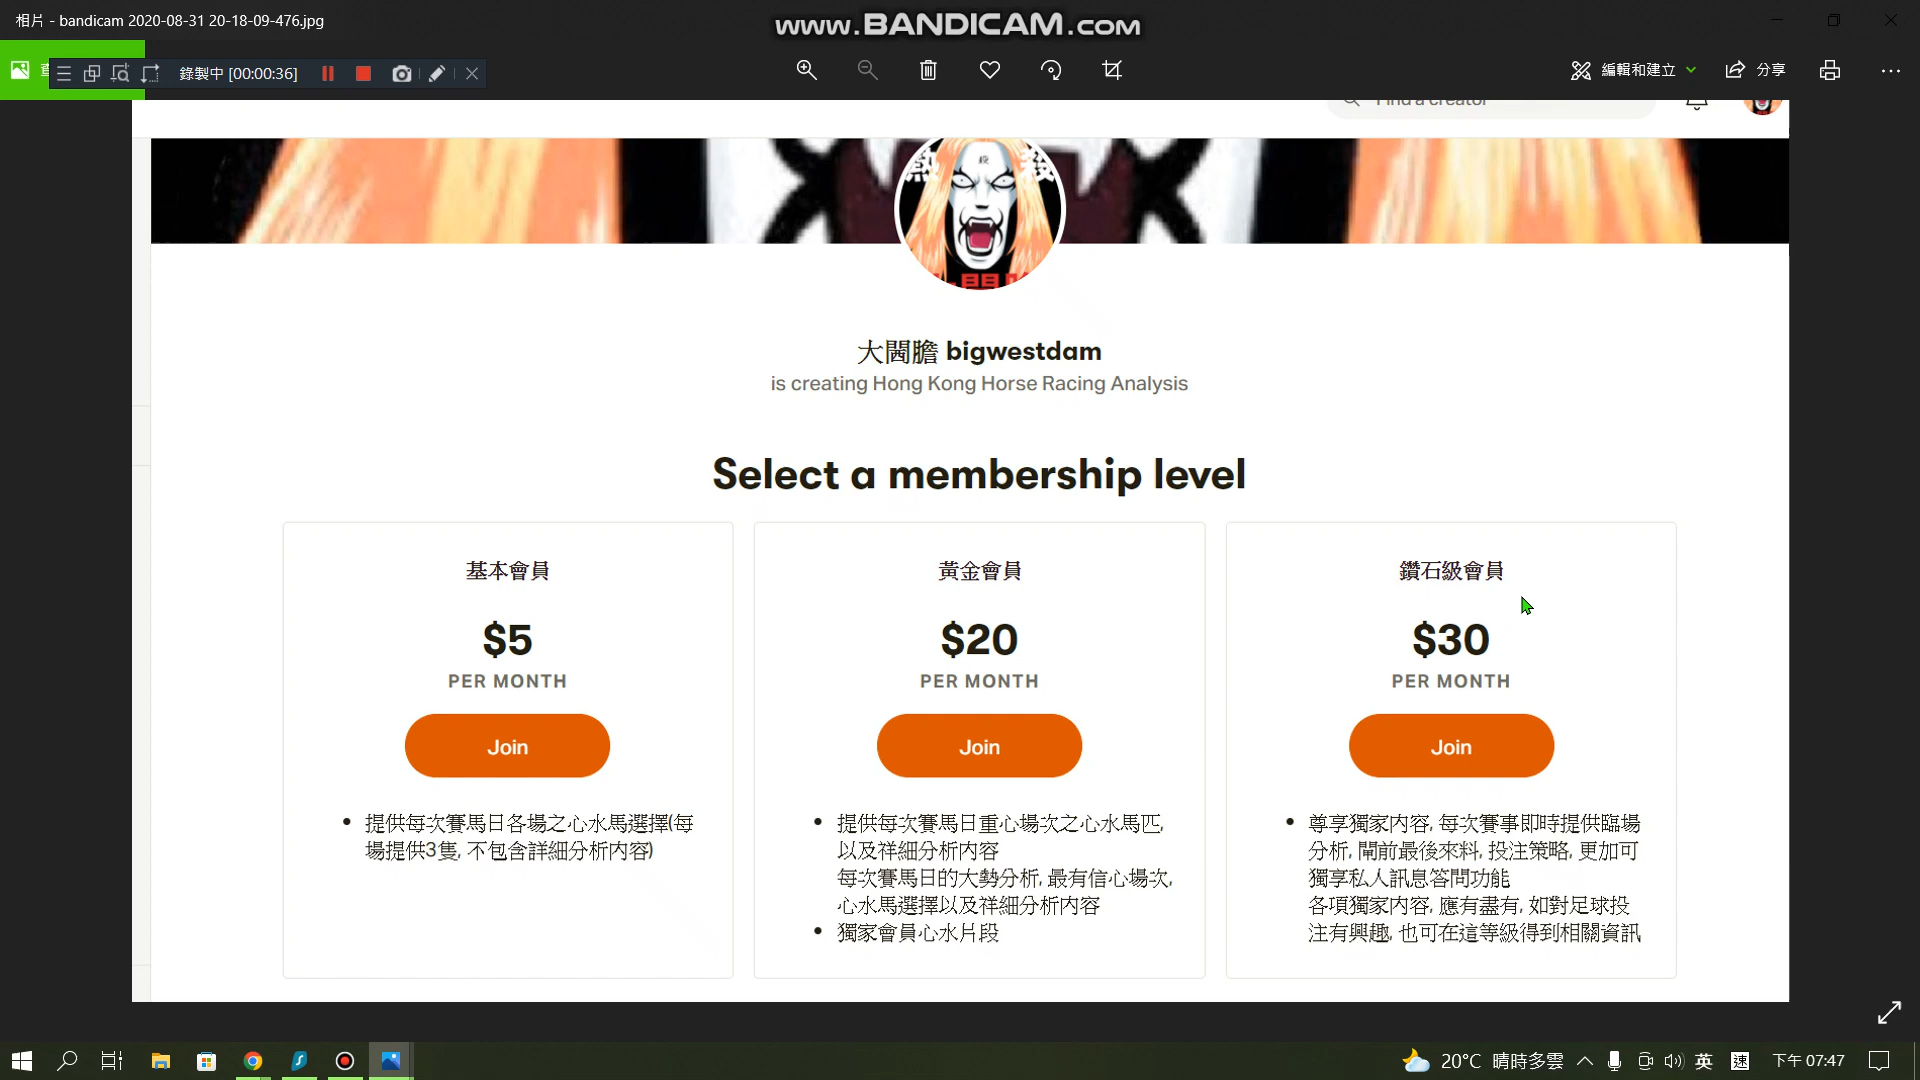 相片 - bandicam 2020-08-31 20-18-09-476.jpg
www.BANDICAM.com
錄製中 [00:00:36]
編輯和建立
分享
Find a creator
熱 殺
殺
大闊膽 bigwestdam
is creating Hong Kong Horse Racing Analysis
Select a membership level
基本會員
$5
PER MONTH
Join
提供每次賽馬日各場之心水馬選擇(每
場提供3隻, 不包含詳細分析内容)
黃金會員
$20
PER MONTH
Join
提供每次賽馬日重心場次之心水馬匹,
以及祥細分析内容
每次賽馬日的大勢分析, 最有信心場次,
心水馬選擇以及祥細分析内容
獨家會員心水片段
鑽石級會員
$30
PER MONTH
Join
尊享獨家内容, 每次賽事即時提供臨場
分析, 閘前最後來料, 投注策略, 更加可
獨享私人訊息答問功能
各項獨家内容, 應有盡有, 如對足球投
注有興趣, 也可在這等級得到相關資訊
20°C 晴時多雲
英
速
下午 07:47